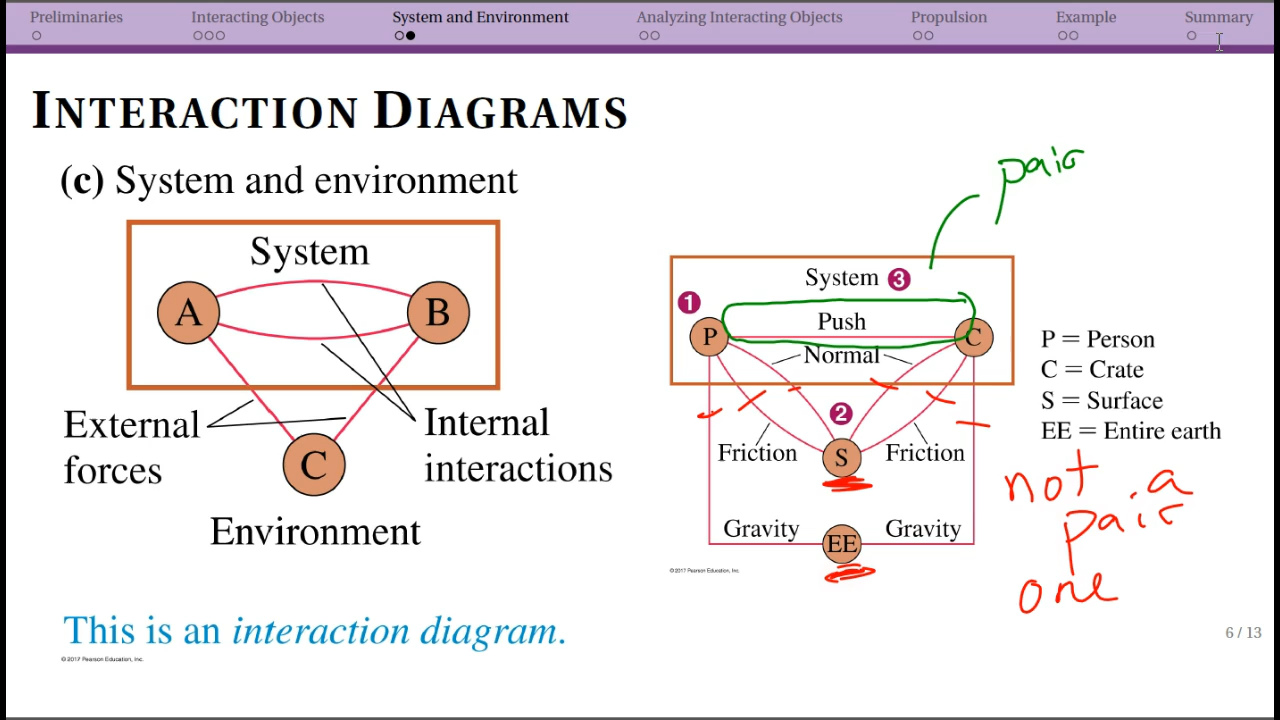 Preliminaries Interacting Objects System and Environment Analyzing Interacting Objects Propulsion Example Summary
INTERACTION DIAGRAMS
(c) System and environment
System
A B
External
forces
Internal
interactions
C
Environment
This is an interaction diagram.
© 2017 Pearson Education, Inc.
pair
System 3
1
Push
P C
Normal
2
Friction S Friction
Gravity Gravity
EE
© 2017 Pearson Education, Inc.
P = Person
C = Crate
S = Surface
EE = Entire earth
not a
pair
one
6 / 13